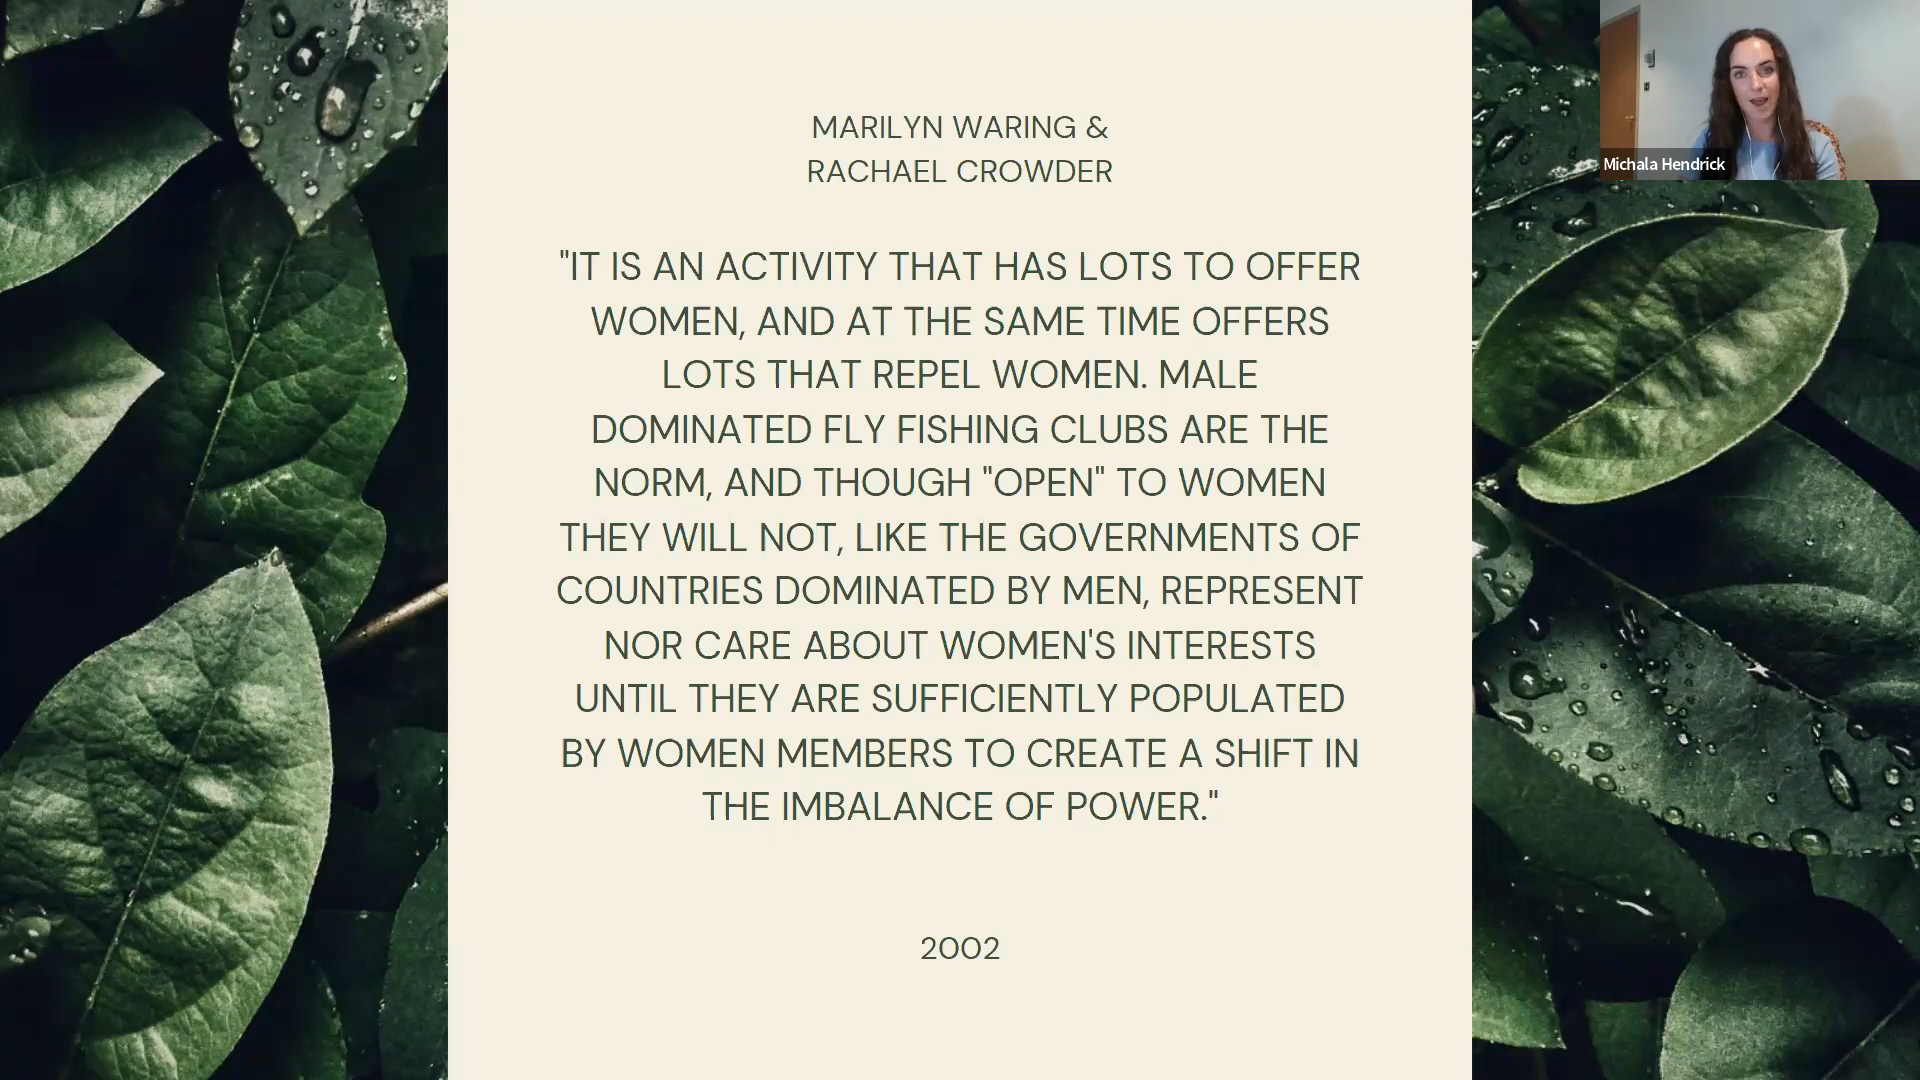 MARILYN WARING &
RACHAEL CROWDER
"IT IS AN ACTIVITY THAT HAS LOTS TO OFFER
WOMEN, AND AT THE SAME TIME OFFERS
LOTS THAT REPEL WOMEN. MALE
DOMINATED FLY FISHING CLUBS ARE THE
NORM, AND THOUGH "OPEN" TO WOMEN
THEY WILL NOT, LIKE THE GOVERNMENTS OF
COUNTRIES DOMINATED BY MEN, REPRESENT
NOR CARE ABOUT WOMEN'S INTERESTS
UNTIL THEY ARE SUFFICIENTLY POPULATED
BY WOMEN MEMBERS TO CREATE A SHIFT IN
THE IMBALANCE OF POWER."
2002
Michala Hendrick